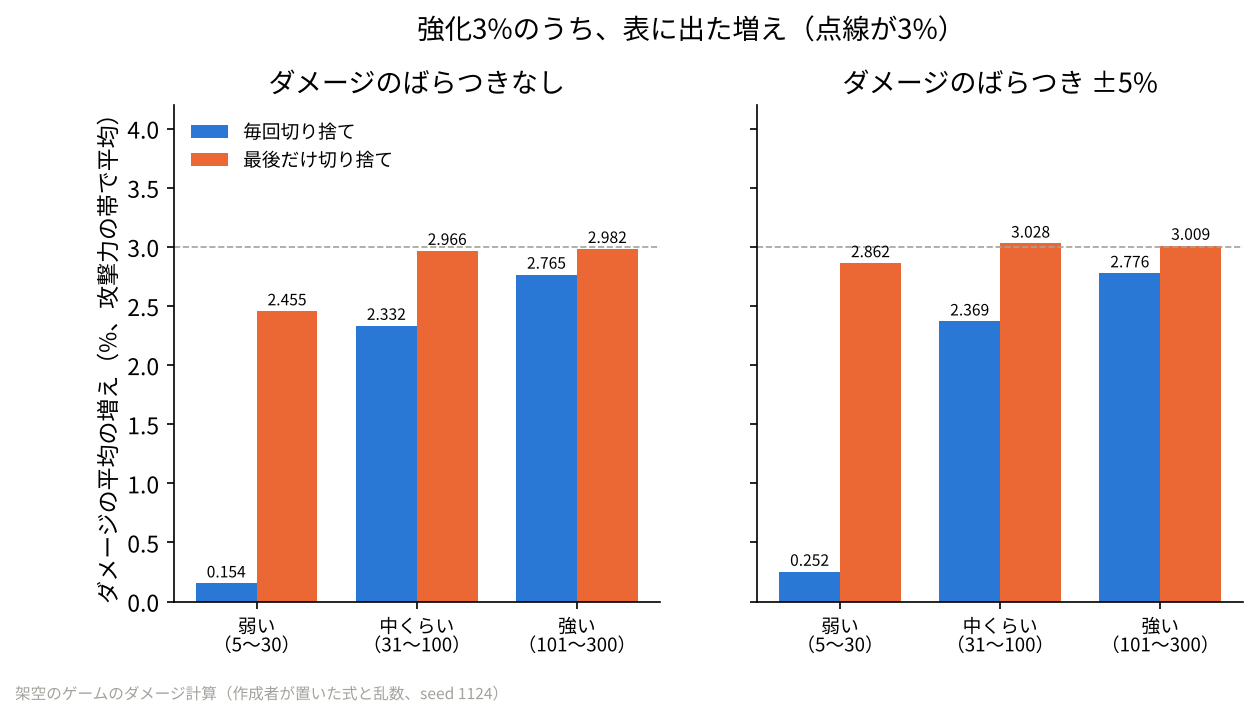 強化3%のうち、表に出た増え（点線が3%）
ダメージのばらつきなし
ダメージの平均の増え（%、攻撃力の帯で平均）
4.0
3.5
3.0
2.5
2.0
1.5
1.0
0.5
0.0
毎回切り捨て
最後だけ切り捨て
0.154
2.455
2.332
2.966
2.765
2.982
弱い
（5〜30）
中くらい
（31〜100）
強い
（101〜300）
ダメージのばらつき ±5%
0.252
2.862
2.369
3.028
2.776
3.009
弱い
（5〜30）
中くらい
（31〜100）
強い
（101〜300）
架空のゲームのダメージ計算（作成者が置いた式と乱数、seed 1124）